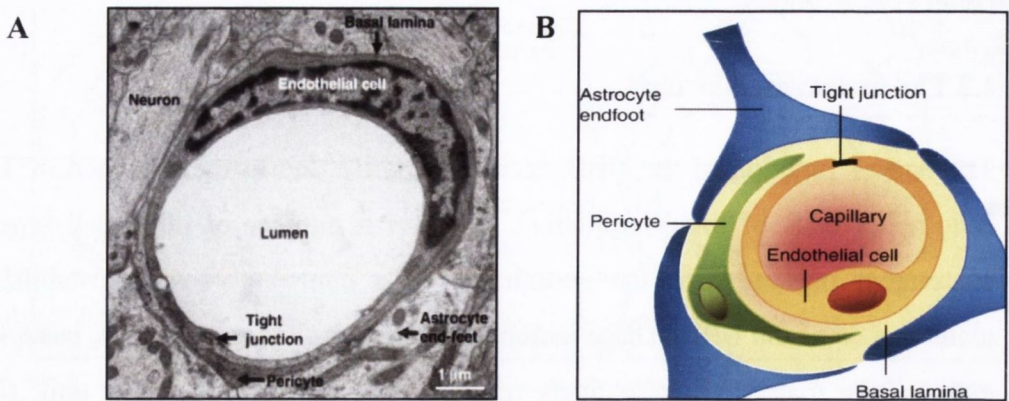 A
Basal lamina
Endothelial cell
Neuron
Lumen
Tight
junction
Astrocyte
end-feet
Pericyte
1 µm
B
Astrocyte
endfoot
Tight junction
Pericyte
Capillary
Endothelial cell
Basal lamina